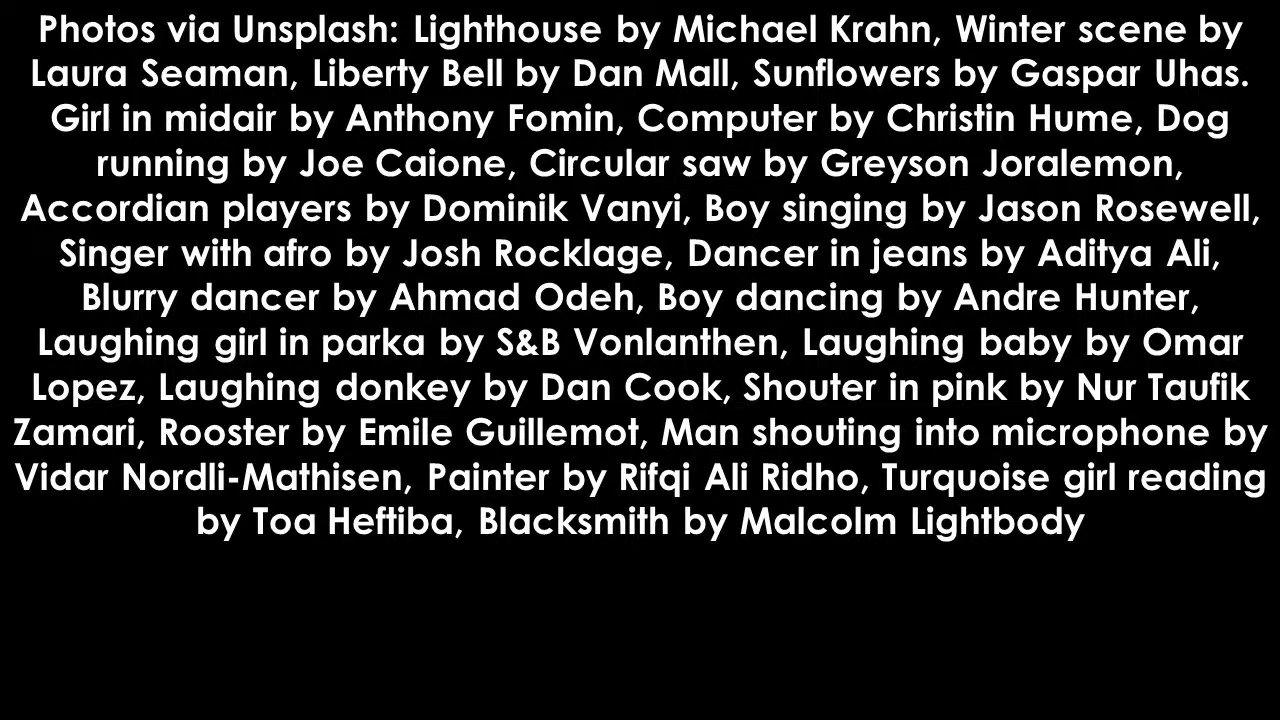 Photos via Unsplash: Lighthouse by Michael Krahn, Winter scene by
Laura Seaman, Liberty Bell by Dan Mall, Sunflowers by Gaspar Uhas.
Girl in midair by Anthony Fomin, Computer by Christin Hume, Dog
running by Joe Caione, Circular saw by Greyson Joralemon,
Accordian players by Dominik Vanyi, Boy singing by Jason Rosewell,
Singer with afro by Josh Rocklage, Dancer in jeans by Aditya Ali,
Blurry dancer by Ahmad Odeh, Boy dancing by Andre Hunter,
Laughing girl in parka by S&B Vonlanthen, Laughing baby by Omar
Lopez, Laughing donkey by Dan Cook, Shouter in pink by Nur Taufik
Zamari, Rooster by Emile Guillemot, Man shouting into microphone by
Vidar Nordli-Mathisen, Painter by Rifqi Ali Ridho, Turquoise girl reading
by Toa Heftiba, Blacksmith by Malcolm Lightbody